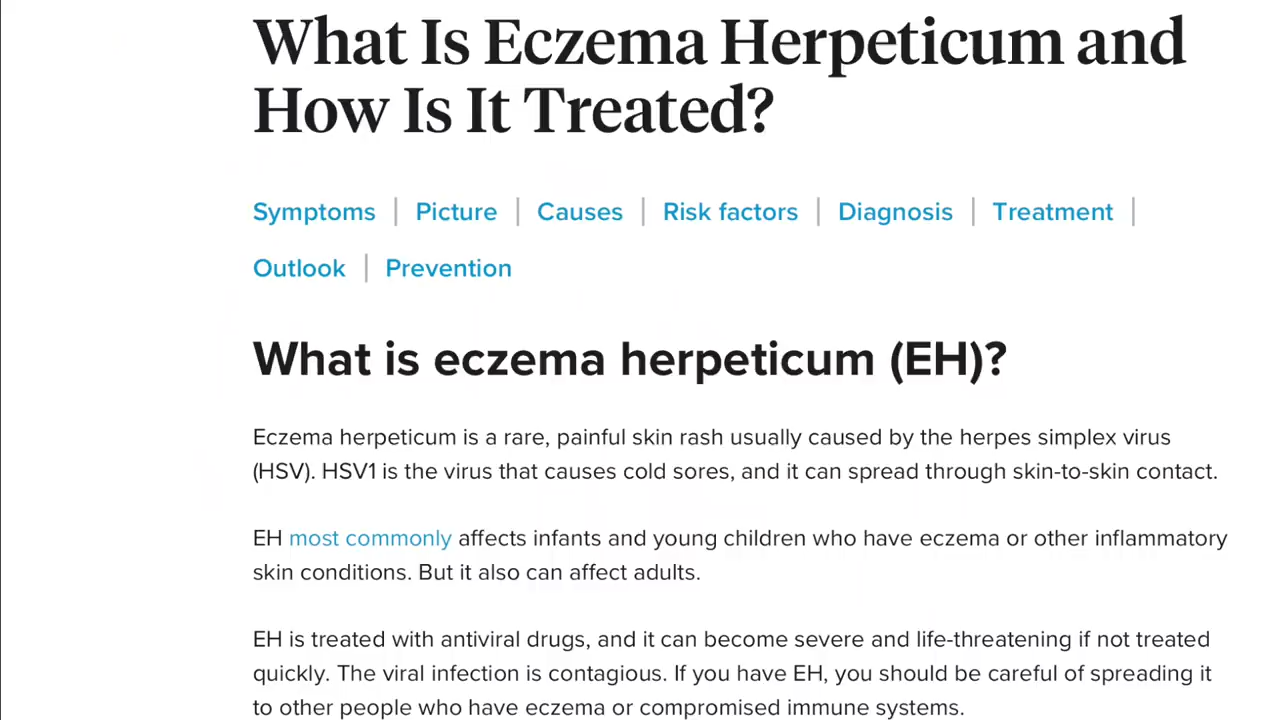 What Is Eczema Herpeticum and
How Is It Treated?
Symptoms | Picture | Causes | Risk factors | Diagnosis | Treatment |
Outlook | Prevention
What is eczema herpeticum (EH)?
Eczema herpeticum is a rare, painful skin rash usually caused by the herpes simplex virus
(HSV). HSV1 is the virus that causes cold sores, and it can spread through skin-to-skin contact.
EH most commonly affects infants and young children who have eczema or other inflammatory
skin conditions. But it also can affect adults.
EH is treated with antiviral drugs, and it can become severe and life-threatening if not treated
quickly. The viral infection is contagious. If you have EH, you should be careful of spreading it
to other people who have eczema or compromised immune systems.